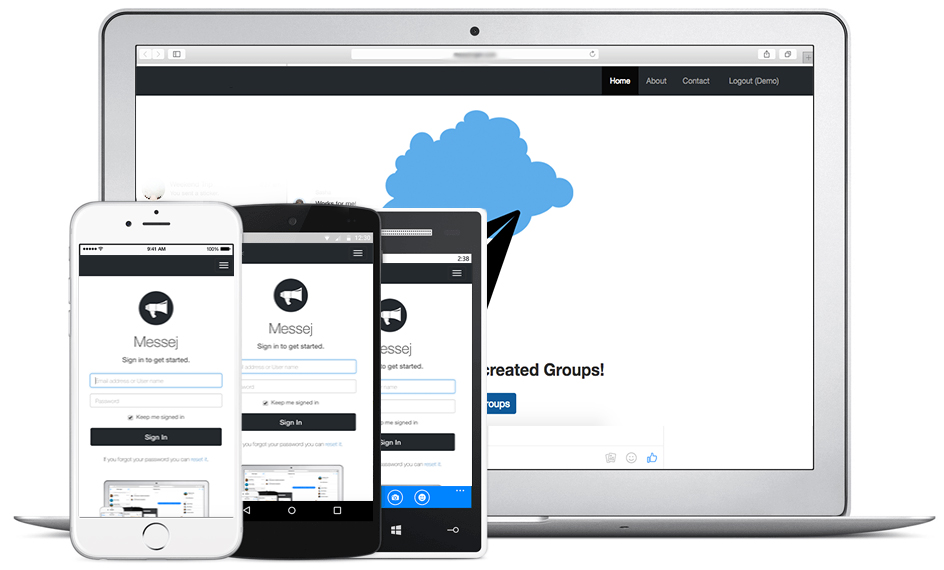 Home About Contact Logout (Demo)
Works for me!
created Groups!
Groups
9:41 AM 100%
Messej
Sign in to get started.
Email address or User name
Password
Keep me signed in
Sign In
If you forgot your password you can reset it.
12:30
Messej
Sign in to get started.
ail address or User name
word
Keep me signed in
Sign In
you forgot your password you can reset it.
2:38
essej
to get started.
name
me signed in
Sign In
password you can reset it.